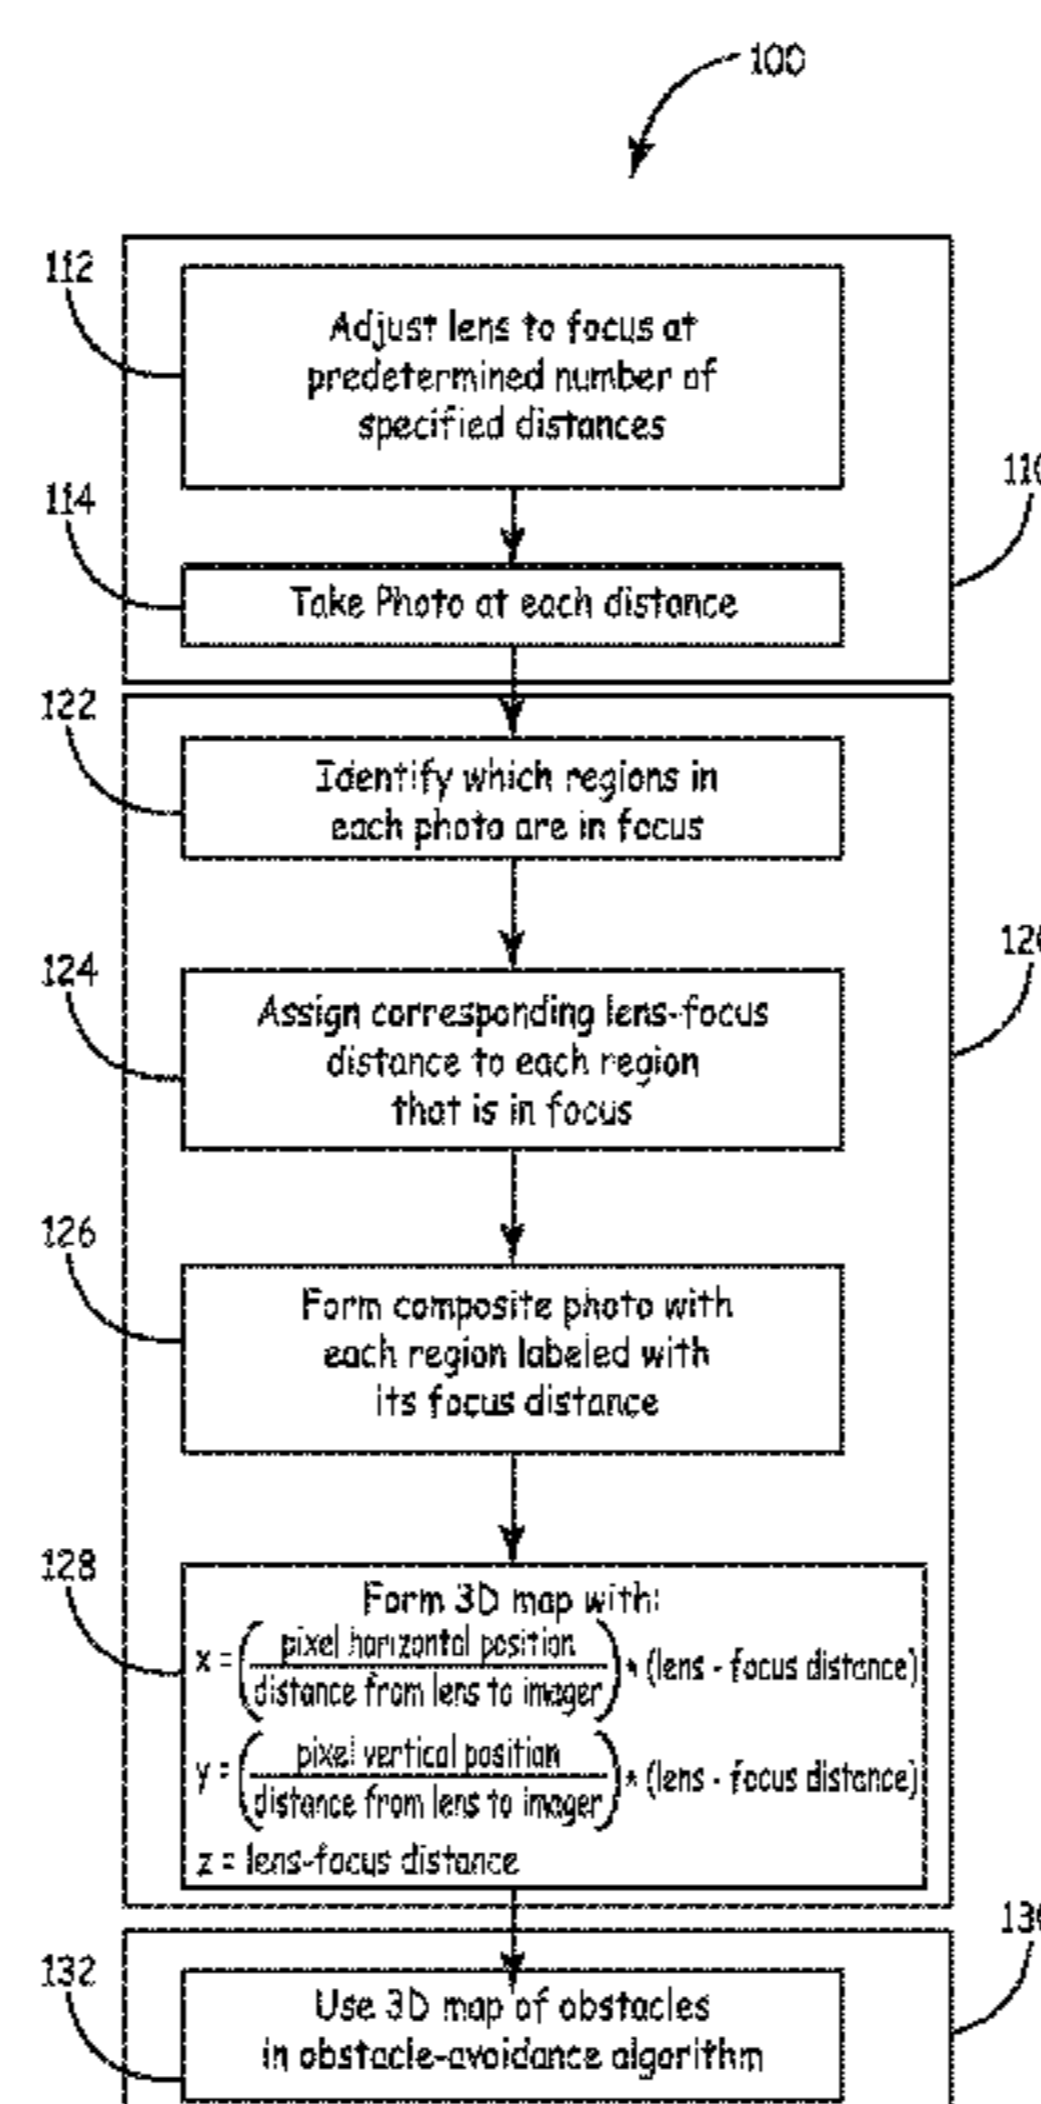 100
112
Adjust lens to focus at
predetermined number of
specified distances
110
114
Take Photo at each distance
122
Identify which regions in
each photo are in focus
120
124
Assign corresponding lens-focus
distance to each region
that is in focus
126
Form composite photo with
each region labeled with
its focus distance
128
Form 3D map with:
x = (pixel horizontal position / distance from lens to imager) * (lens - focus distance)
y = (pixel vertical position / distance from lens to imager) * (lens - focus distance)
z = lens-focus distance
130
132
Use 3D map of obstacles
in obstacle-avoidance algorithm